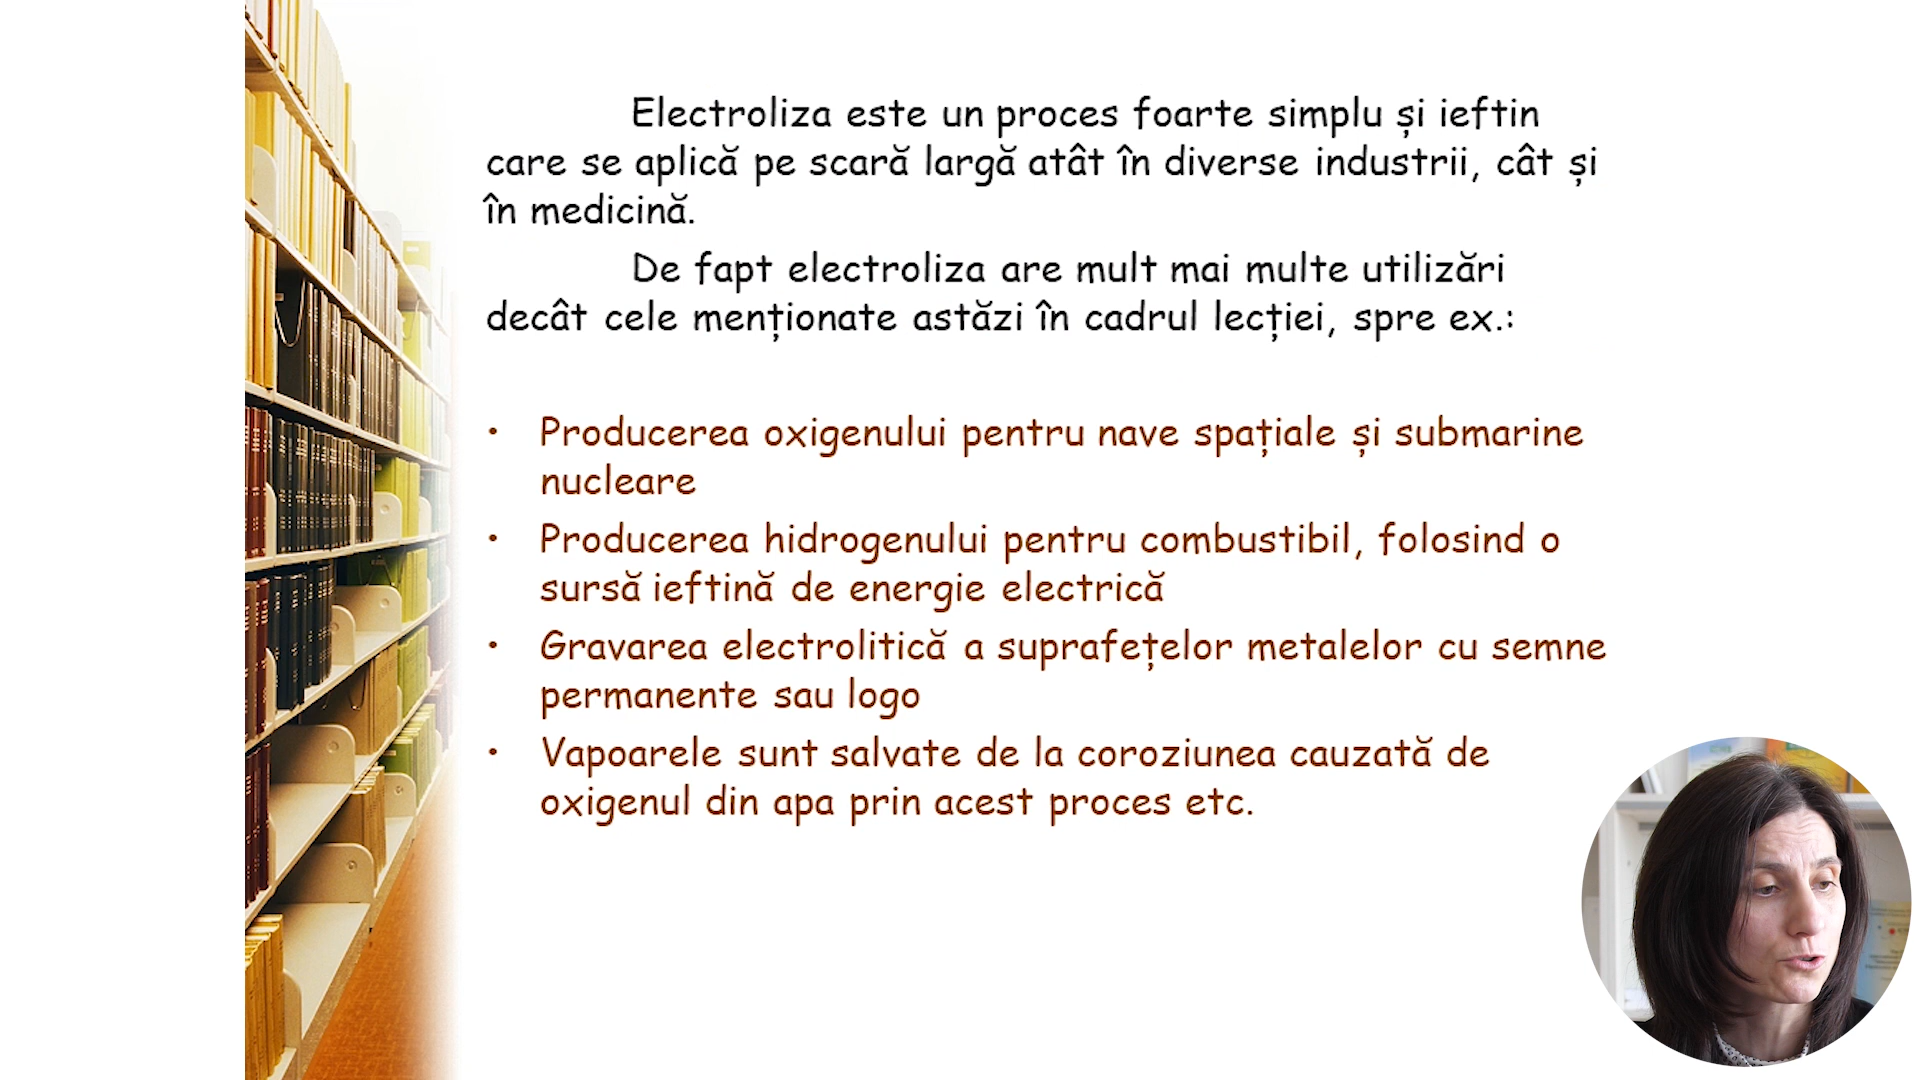 Electroliza este un proces foarte simplu și ieftin
care se aplică pe scară largă atât în diverse industrii, cât și
în medicină.
De fapt electroliza are mult mai multe utilizări
decât cele menționate astăzi în cadrul lecției, spre ex.:
• Producerea oxigenului pentru nave spațiale și submarine
nucleare
• Producerea hidrogenului pentru combustibil, folosind o
sursă ieftină de energie electrică
• Gravarea electrolitică a suprafețelor metalelor cu semne
permanente sau logo
• Vapoarele sunt salvate de la coroziunea cauzată de
oxigenul din apa prin acest proces etc.